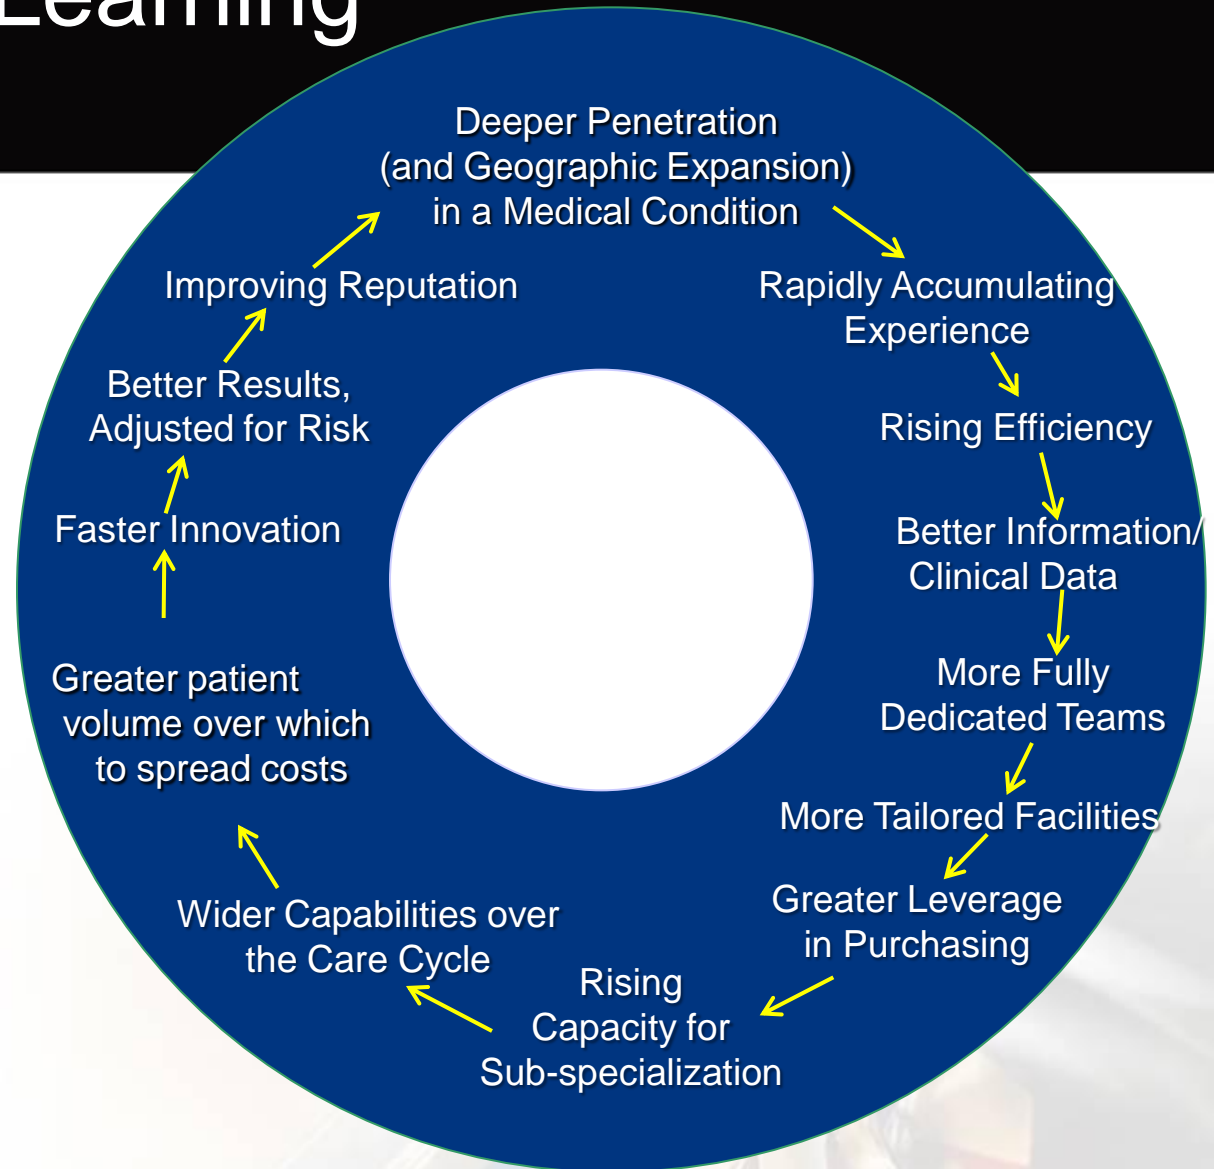 Learning
Deeper Penetration
(and Geographic Expansion)
in a Medical Condition
Rapidly Accumulating
Experience
Rising Efficiency
Better Information/
Clinical Data
More Fully
Dedicated Teams
More Tailored Facilities
Greater Leverage
in Purchasing
Rising
Capacity for
Sub-specialization
Wider Capabilities over
the Care Cycle
Greater patient
volume over which
to spread costs
Faster Innovation
Better Results,
Adjusted for Risk
Improving Reputation